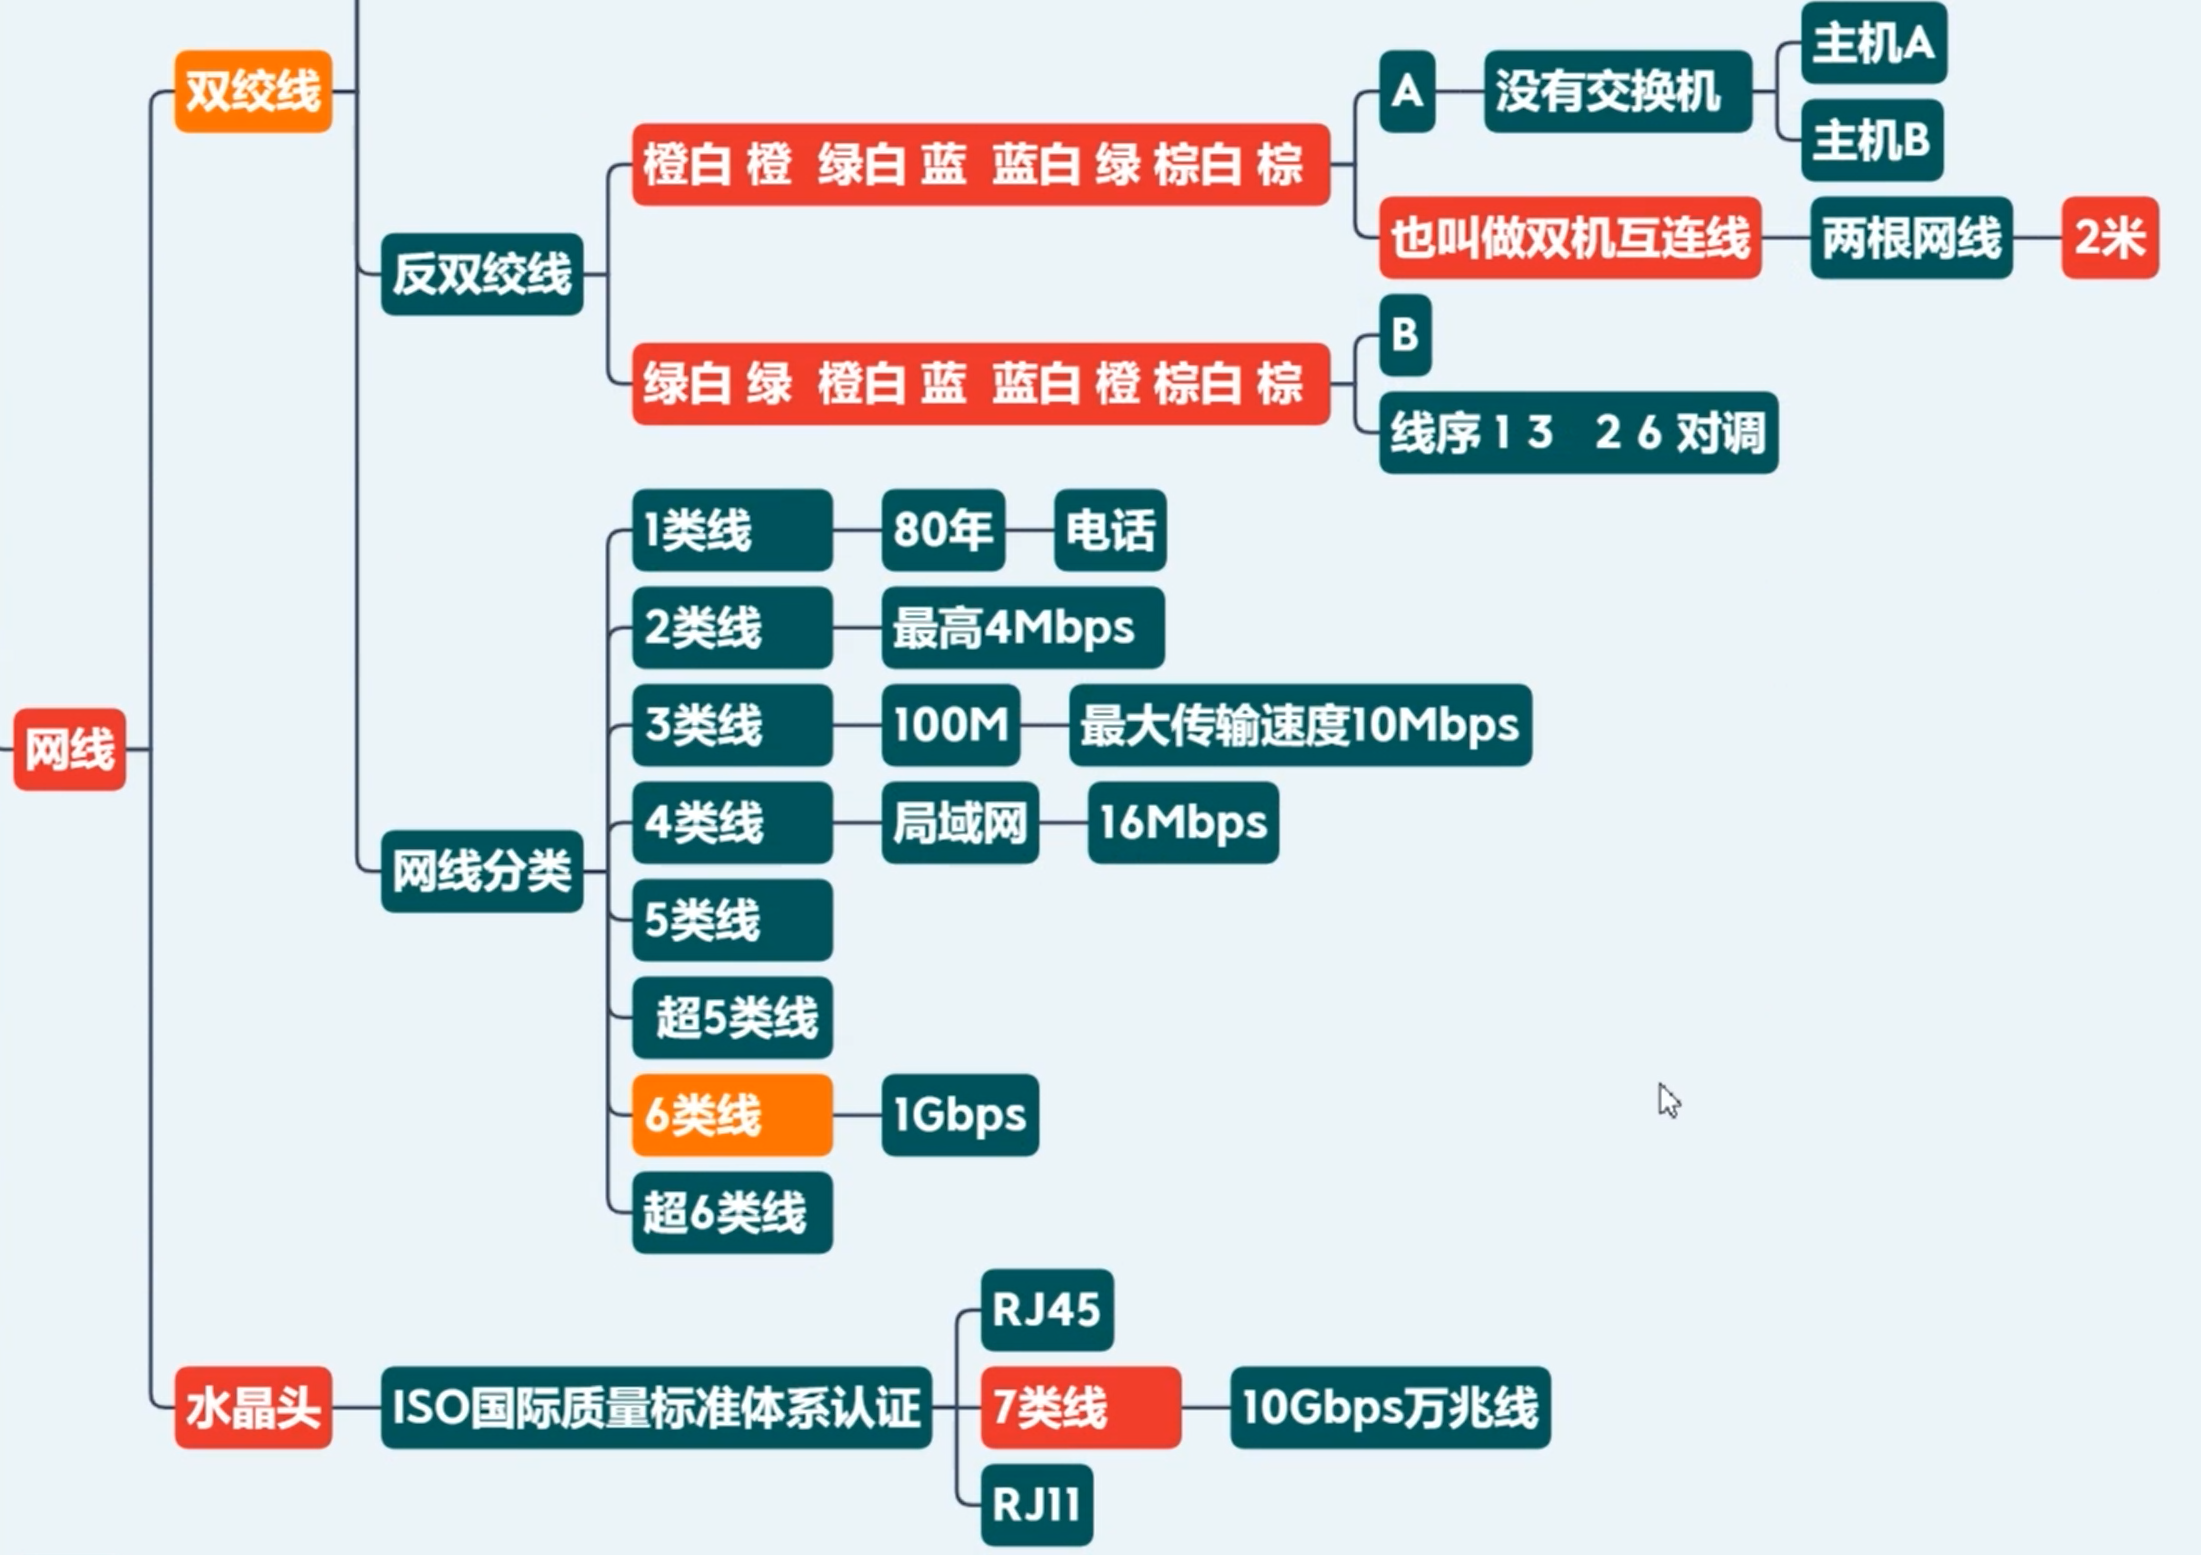 网线
双绞线
反双绞线
橙白 橙 绿白 蓝 蓝白 绿 棕白 棕
A
没有交换机
主机A
主机B
也叫做双机互连线
两根网线
2米
绿白 绿 橙白 蓝 蓝白 橙 棕白 棕
B
线序 1 3 2 6 对调
网线分类
1类线
80年
电话
2类线
最高4Mbps
3类线
100M
最大传输速度10Mbps
4类线
局域网
16Mbps
5类线
超5类线
6类线
1Gbps
超6类线
水晶头
ISO国际质量标准体系认证
RJ45
7类线
10Gbps万兆线
RJ11